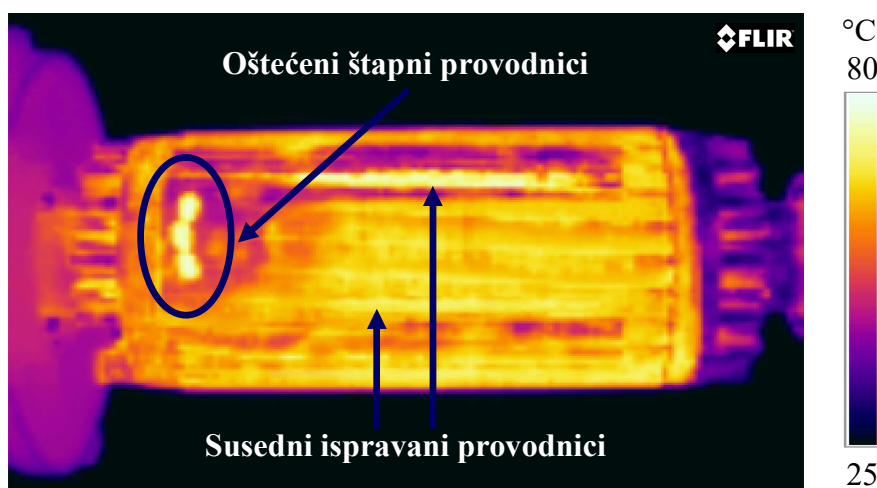 FLIR
°C
Oštećeni štapni provodnici
80
Susedni ispravani provodnici
25